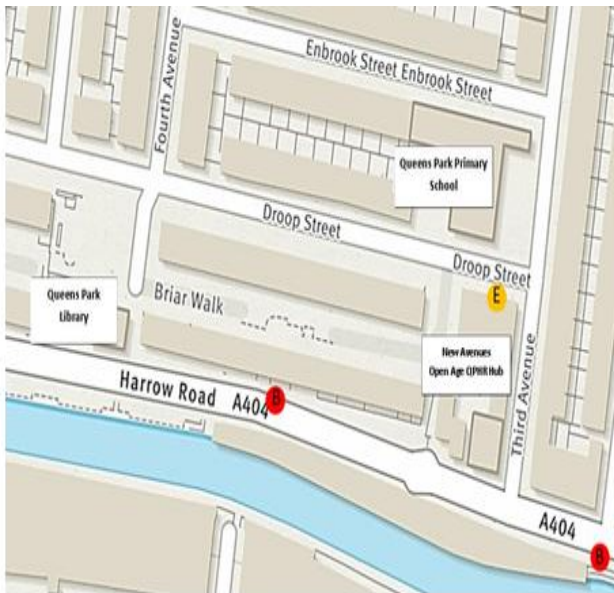 Enbrook Street Enbrook Street
Fourth Avenue
Queens Park Primary
School
Droop Street
Droop Street
E
Queens Park
Library
Briar Walk
New Avenues
Open Age QPHR Hub
Third Avenue
Harrow Road A404
B
A404
B